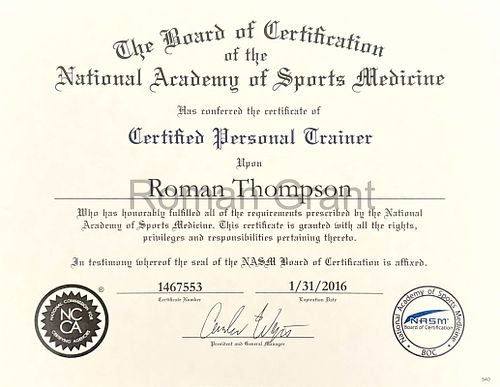 The Board of Certification
of the
National Academy of Sports Medicine
Has conferred the certificate of
Certified Personal Trainer
Upon
Roman Thompson
Roman Grant
Who has honorably fulfilled all of the requirements prescribed by the National
Academy of Sports Medicine. This certificate is granted with all the rights,
privileges and responsibilities pertaining thereto.
In testimony whereof the seal of the NASM Board of Certification is affixed.
1467553 1/31/2016
Certificate Number Expiration Date
President and General Manager
NCCA
®
National Academy of Sports Medicine
NASM
Board of Certification
BOC